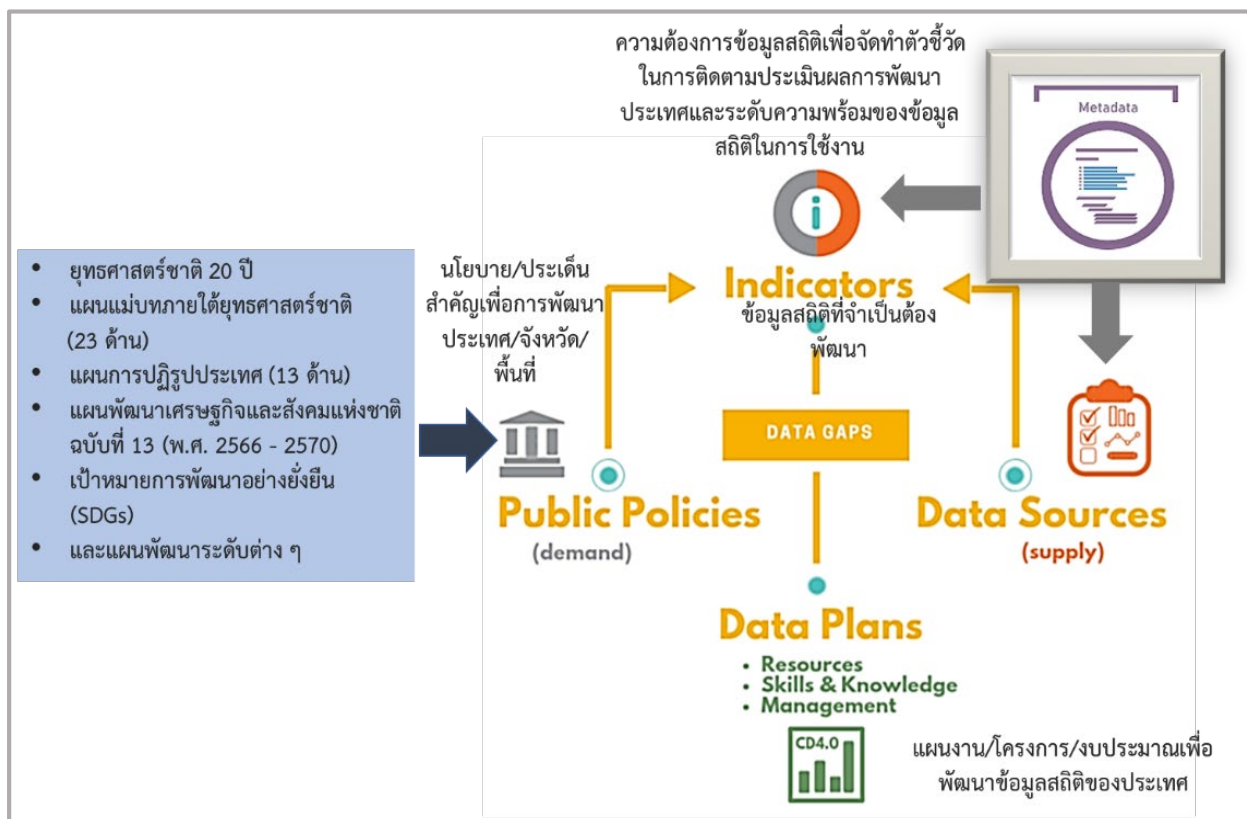 ความต้องการข้อมูลสถิติเพื่อจัดทำตัวชี้วัด
ในการติดตามประเมินผลการพัฒนา
ประเทศและระดับความพร้อมของข้อมูล
สถิติในการใช้งาน
Metadata
• ยุทธศาสตร์ชาติ 20 ปี
• แผนแม่บทภายใต้ยุทธศาสตร์ชาติ
(23 ด้าน)
• แผนการปฏิรูปประเทศ (13 ด้าน)
• แผนพัฒนาเศรษฐกิจและสังคมแห่งชาติ
ฉบับที่ 13 (พ.ศ. 2566 - 2570)
• เป้าหมายการพัฒนาอย่างยั่งยืน
(SDGs)
• และแผนพัฒนาระดับต่าง ๆ
นโยบาย/ประเด็น
สำคัญเพื่อการพัฒนา
ประเทศ/จังหวัด/
พื้นที่
i
Indicators
ข้อมูลสถิติที่จำเป็นต้อง
พัฒนา
DATA GAPS
Public Policies
(demand)
Data Sources
(supply)
Data Plans
• Resources
• Skills & Knowledge
• Management
CD4.0
แผนงาน/โครงการ/งบประมาณเพื่อ
พัฒนาข้อมูลสถิติของประเทศ